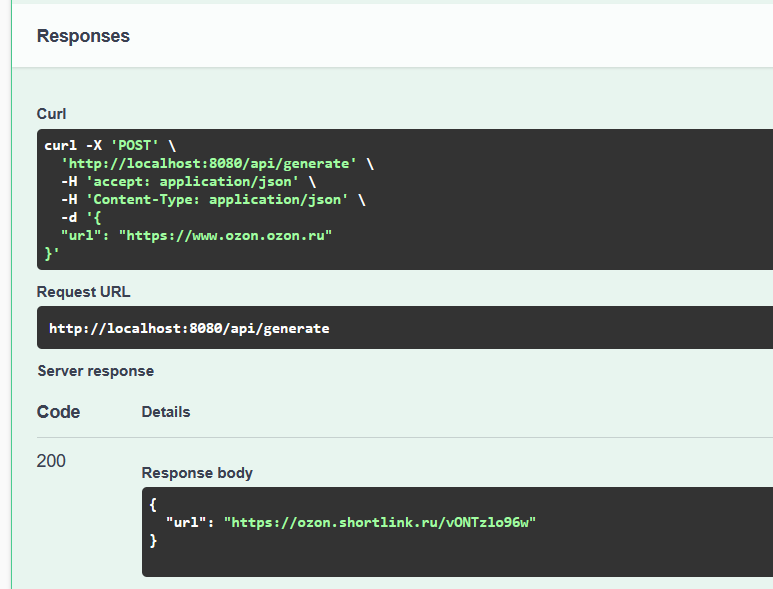 Responses
Curl
curl -X 'POST' \
'http://localhost:8080/api/generate' \
-H 'accept: application/json' \
-H 'Content-Type: application/json' \
-d '{
"url": "https://www.ozon.ozon.ru"
}'
Request URL
http://localhost:8080/api/generate
Server response
Code Details
200
Response body
{
"url": "https://ozon.shortlink.ru/vONTzlo96w"
}